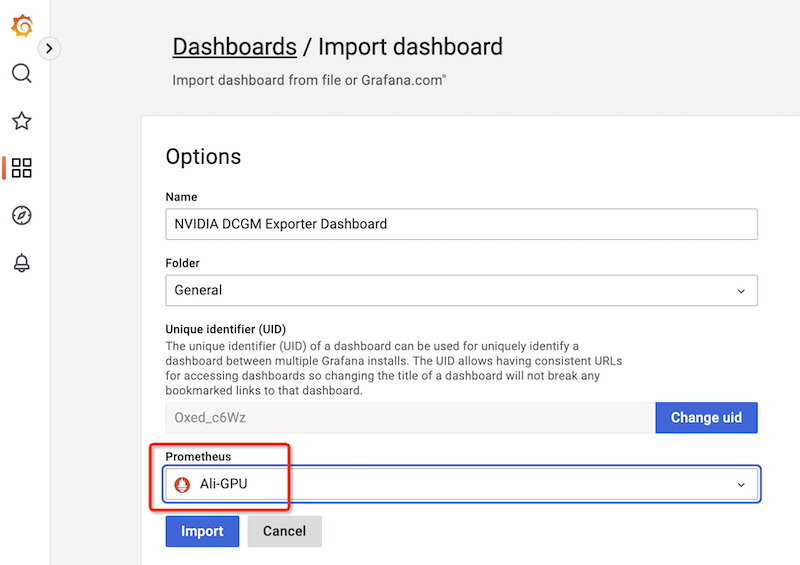 Dashboards / Import dashboard
Import dashboard from file or Grafana.com"
Options
Name
NVIDIA DCGM Exporter Dashboard
Folder
General
Unique identifier (UID)
The unique identifier (UID) of a dashboard can be used for uniquely identify a
dashboard between multiple Grafana installs. The UID allows having consistent URLs
for accessing dashboards so changing the title of a dashboard will not break any
bookmarked links to that dashboard.
Oxed_c6Wz
Change uid
Prometheus
Ali-GPU
Import
Cancel